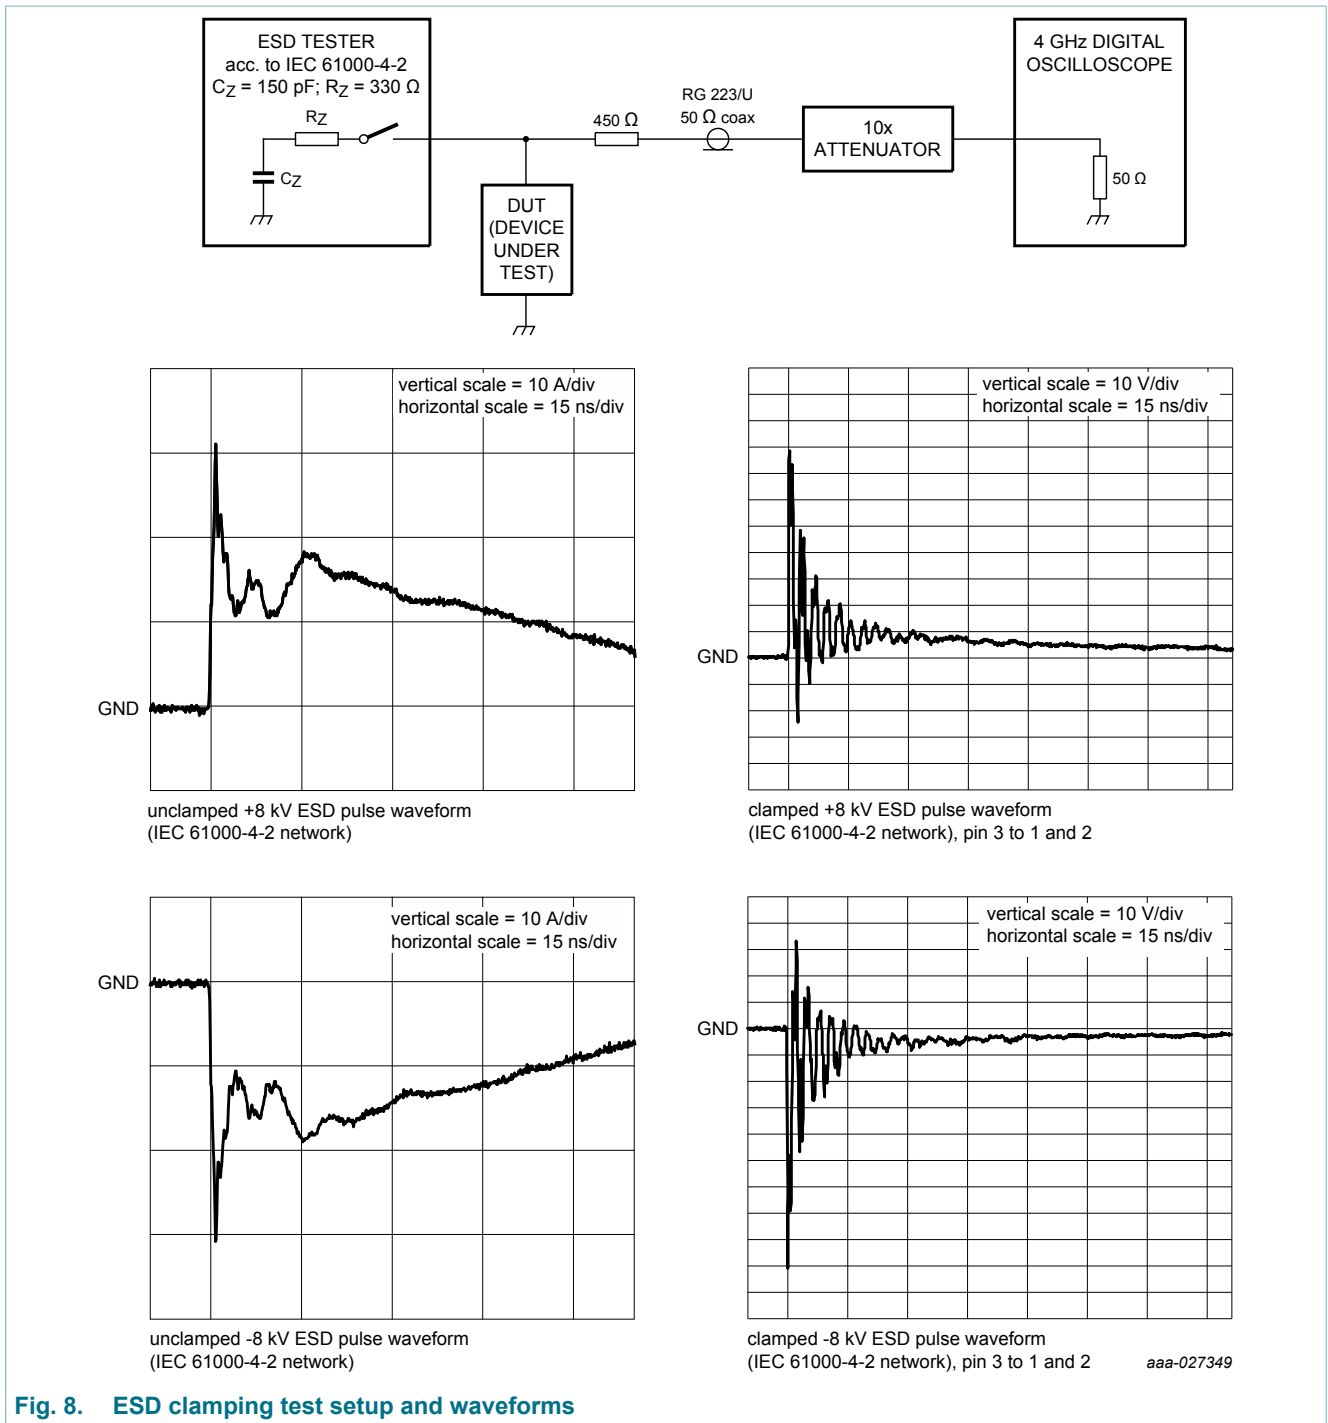 ESD TESTER
acc. to IEC 61000-4-2
CZ = 150 pF; RZ = 330 Ω
RZ
CZ
DUT
(DEVICE
UNDER
TEST)
450 Ω
RG 223/U
50 Ω coax
10x
ATTENUATOR
4 GHz DIGITAL
OSCILLOSCOPE
50 Ω
vertical scale = 10 A/div
horizontal scale = 15 ns/div
GND
unclamped +8 kV ESD pulse waveform
(IEC 61000-4-2 network)
vertical scale = 10 V/div
horizontal scale = 15 ns/div
GND
clamped +8 kV ESD pulse waveform
(IEC 61000-4-2 network), pin 3 to 1 and 2
vertical scale = 10 A/div
horizontal scale = 15 ns/div
GND
unclamped -8 kV ESD pulse waveform
(IEC 61000-4-2 network)
vertical scale = 10 V/div
horizontal scale = 15 ns/div
GND
clamped -8 kV ESD pulse waveform
(IEC 61000-4-2 network), pin 3 to 1 and 2
aaa-027349
Fig. 8. ESD clamping test setup and waveforms